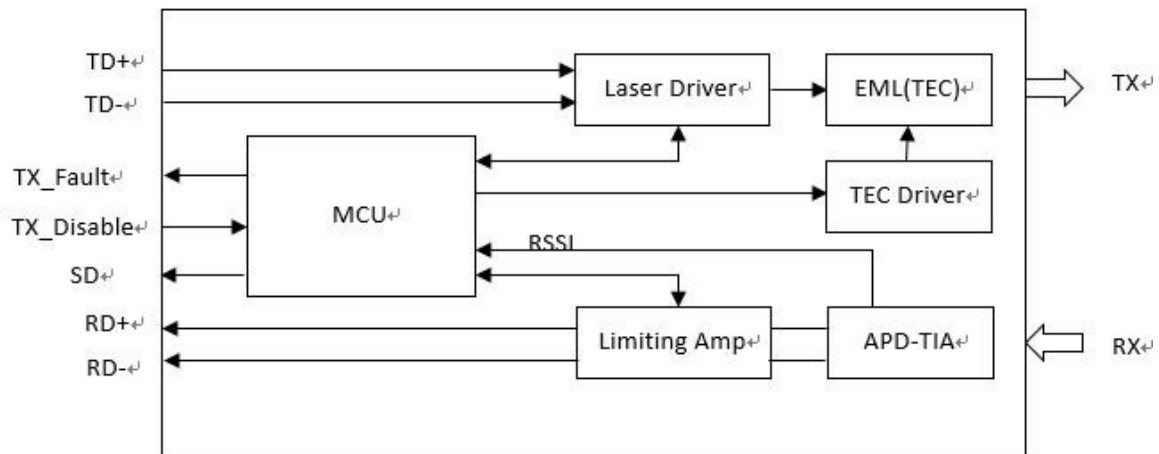 TD+↵
Laser Driver↵
EML(TEC)↵
TX↵
TD-↵
TX_Fault↵
MCU↵
TEC Driver↵
TX_Disable↵
RSSI
SD↵
RD+↵
Limiting Amp↵
APD-TIA↵
RX↵
RD-↵